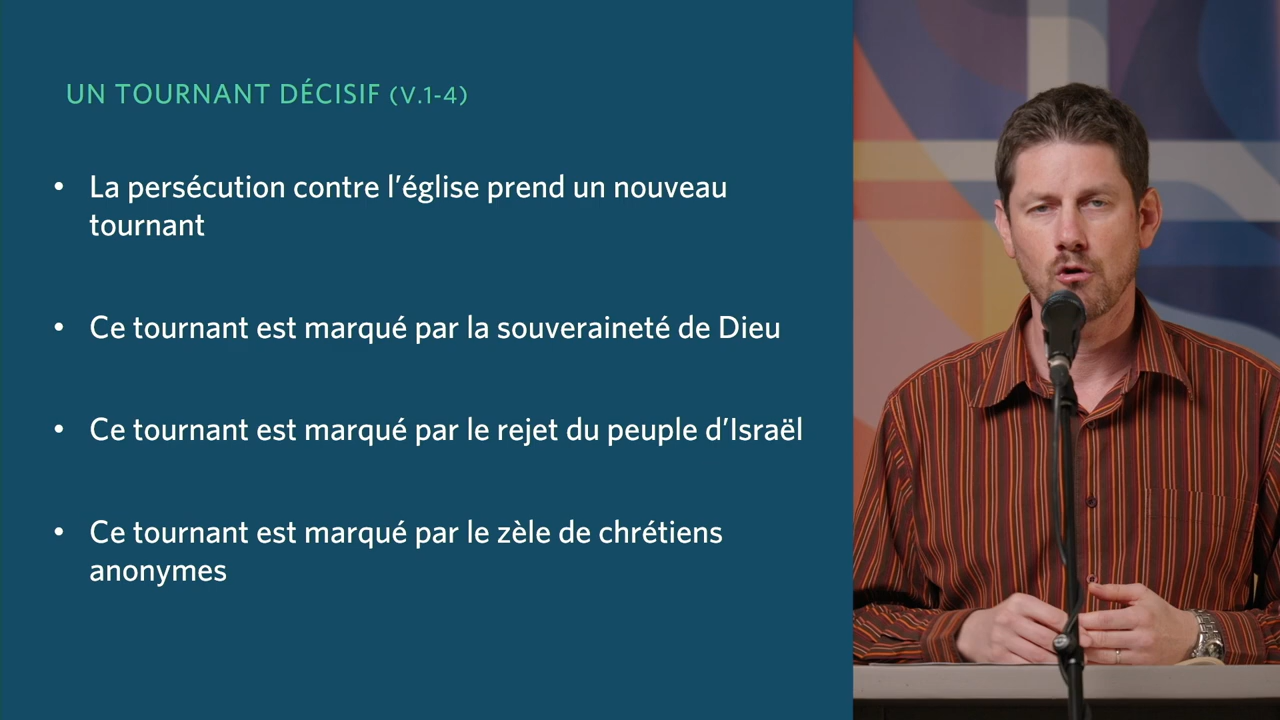 UN TOURNANT DÉCISIF (V.1-4)
• La persécution contre l’église prend un nouveau
tournant
• Ce tournant est marqué par la souveraineté de Dieu
• Ce tournant est marqué par le rejet du peuple d’Israël
• Ce tournant est marqué par le zèle de chrétiens
anonymes